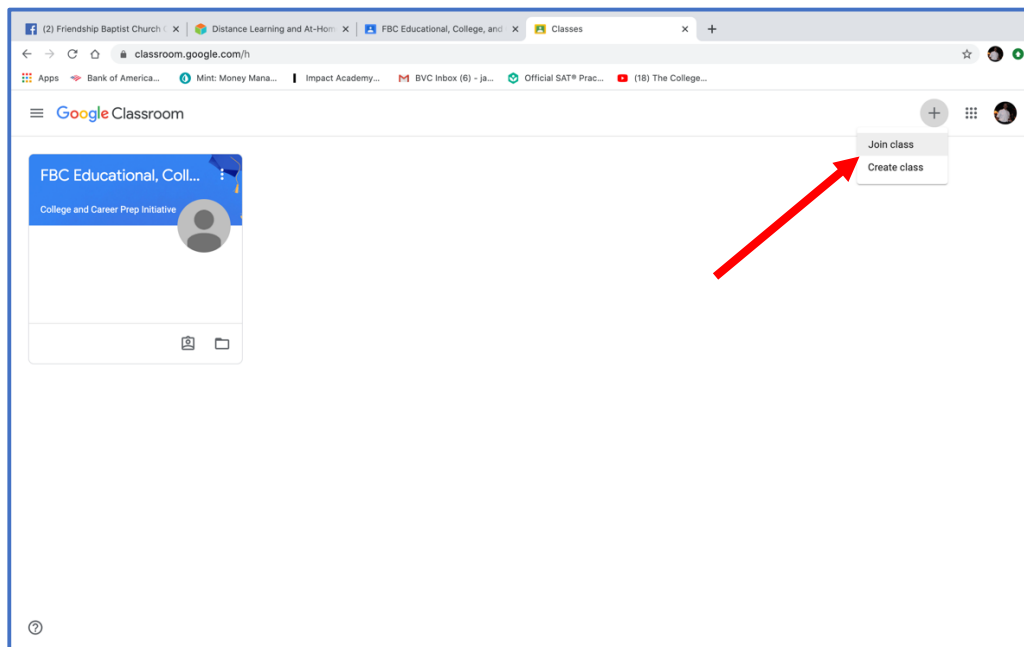 (2) Friendship Baptist Church
Distance Learning and At-Hom
FBC Educational, College, and
Classes
classroom.google.com/h
Apps
Bank of America...
Mint: Money Mana...
Impact Academy...
BVC Inbox (6) - ja...
Official SAT® Prac...
(18) The College...
Google Classroom
Join class
Create class
FBC Educational, Coll...
College and Career Prep Initiative